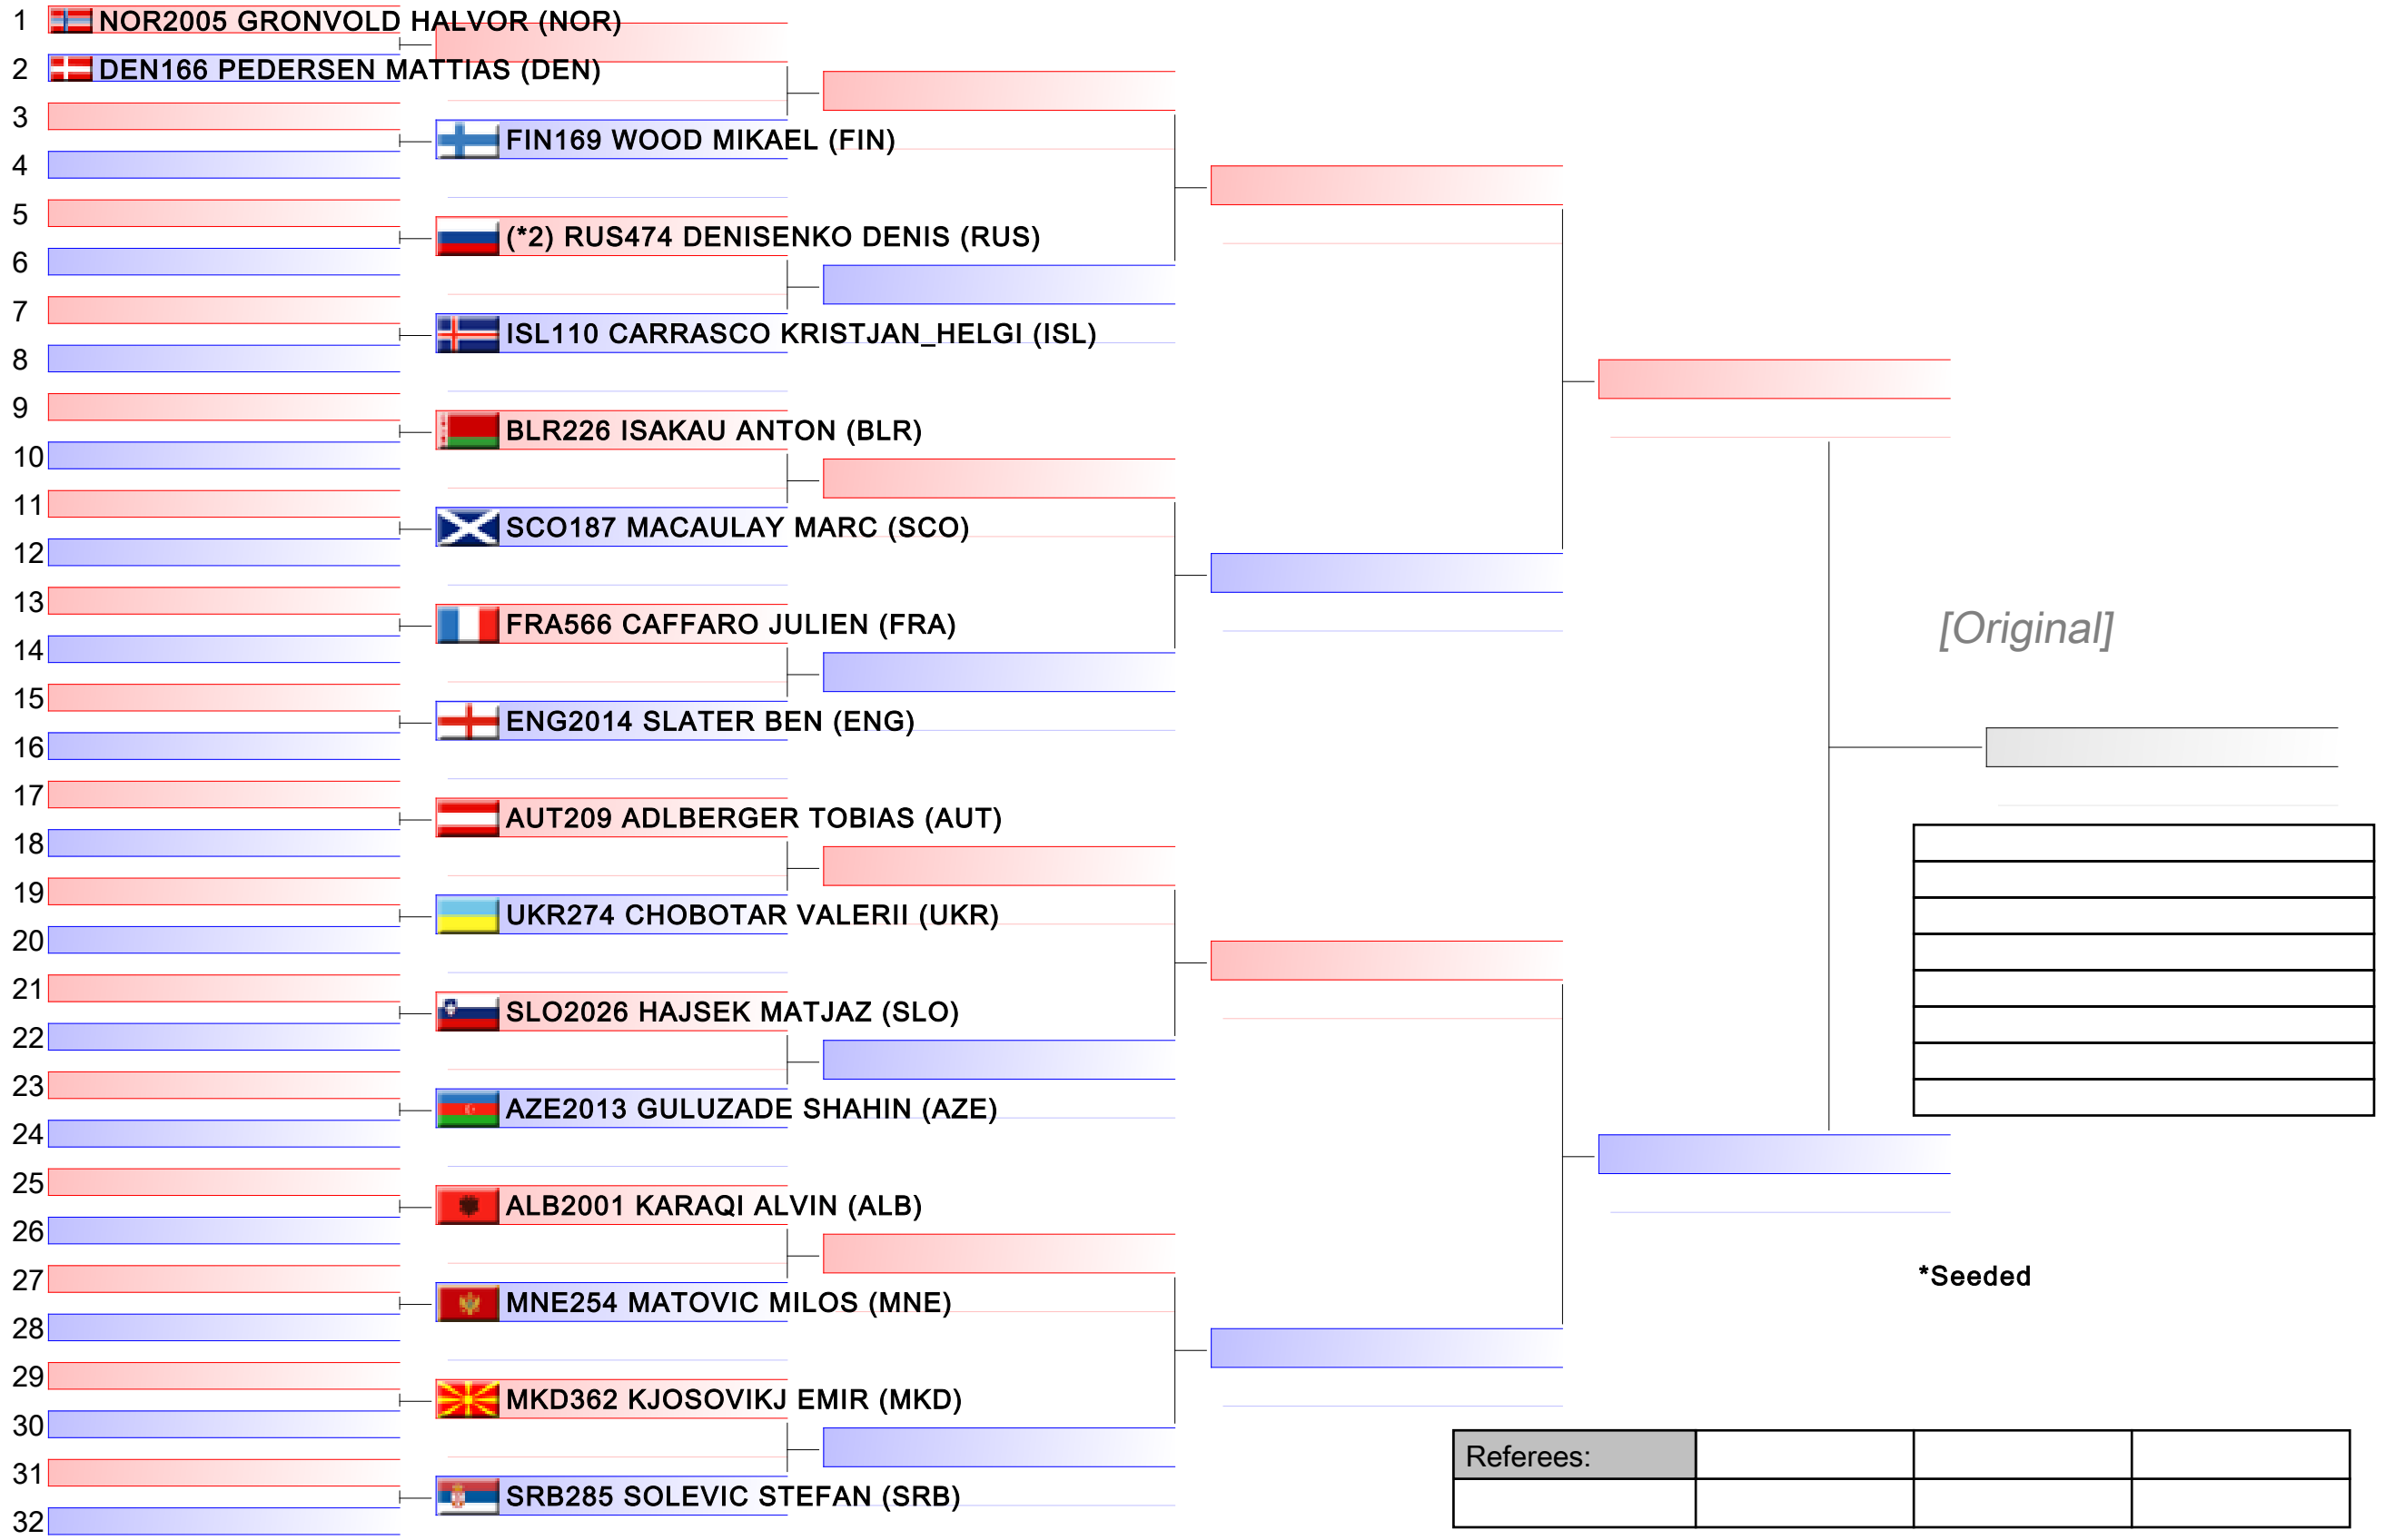 1 NOR2005 GRONVOLD HALVOR (NOR)
2 DEN166 PEDERSEN MATTIAS (DEN)
3
FIN169 WOOD MIKAEL (FIN)
4
5
(*2) RUS474 DENISENKO DENIS (RUS)
6
7
ISL110 CARRASCO KRISTJAN_HELGI (ISL)
8
9
BLR226 ISAKAU ANTON (BLR)
10
11
SCO187 MACAULAY MARC (SCO)
12
13
FRA566 CAFFARO JULIEN (FRA)
[Original]
14
15
ENG2014 SLATER BEN (ENG)
16
17
AUT209 ADLBERGER TOBIAS (AUT)
18
19
UKR274 CHOBOTAR VALERII (UKR)
20
21
SLO2026 HAJSEK MATJAZ (SLO)
22
23
AZE2013 GULUZADE SHAHIN (AZE)
24
25
ALB2001 KARAQI ALVIN (ALB)
26
27
*Seeded
MNE254 MATOVIC MILOS (MNE)
28
29
MKD362 KJOSOVIKJ EMIR (MKD)
30
Referees:
31
SRB285 SOLEVIC STEFAN (SRB)
32